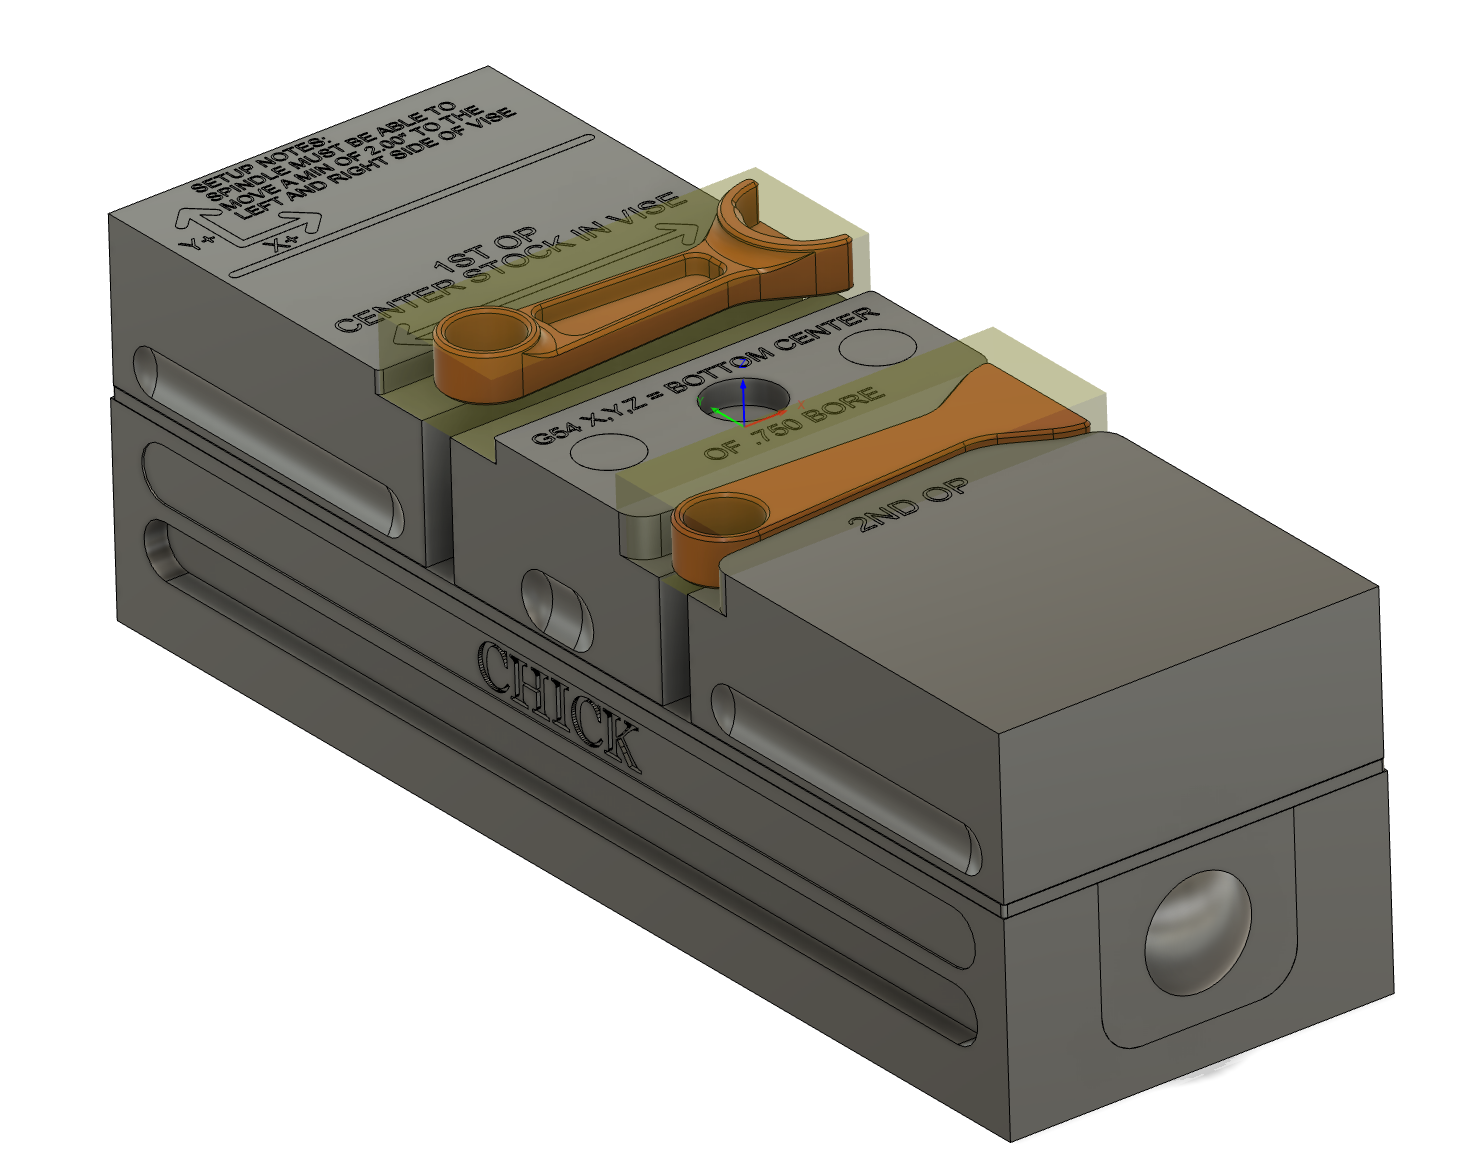 SETUP NOTES:
SPINDLE MUST BE ABLE TO
MOVE A MIN OF 2.00" TO THE
LEFT AND RIGHT SIDE OF VISE
Y+
X+
1ST OP
CENTER STOCK IN VISE
G54 X,Y,Z = BOTTOM CENTER
Y
X
OF .750 BORE
2ND OP
CHICK